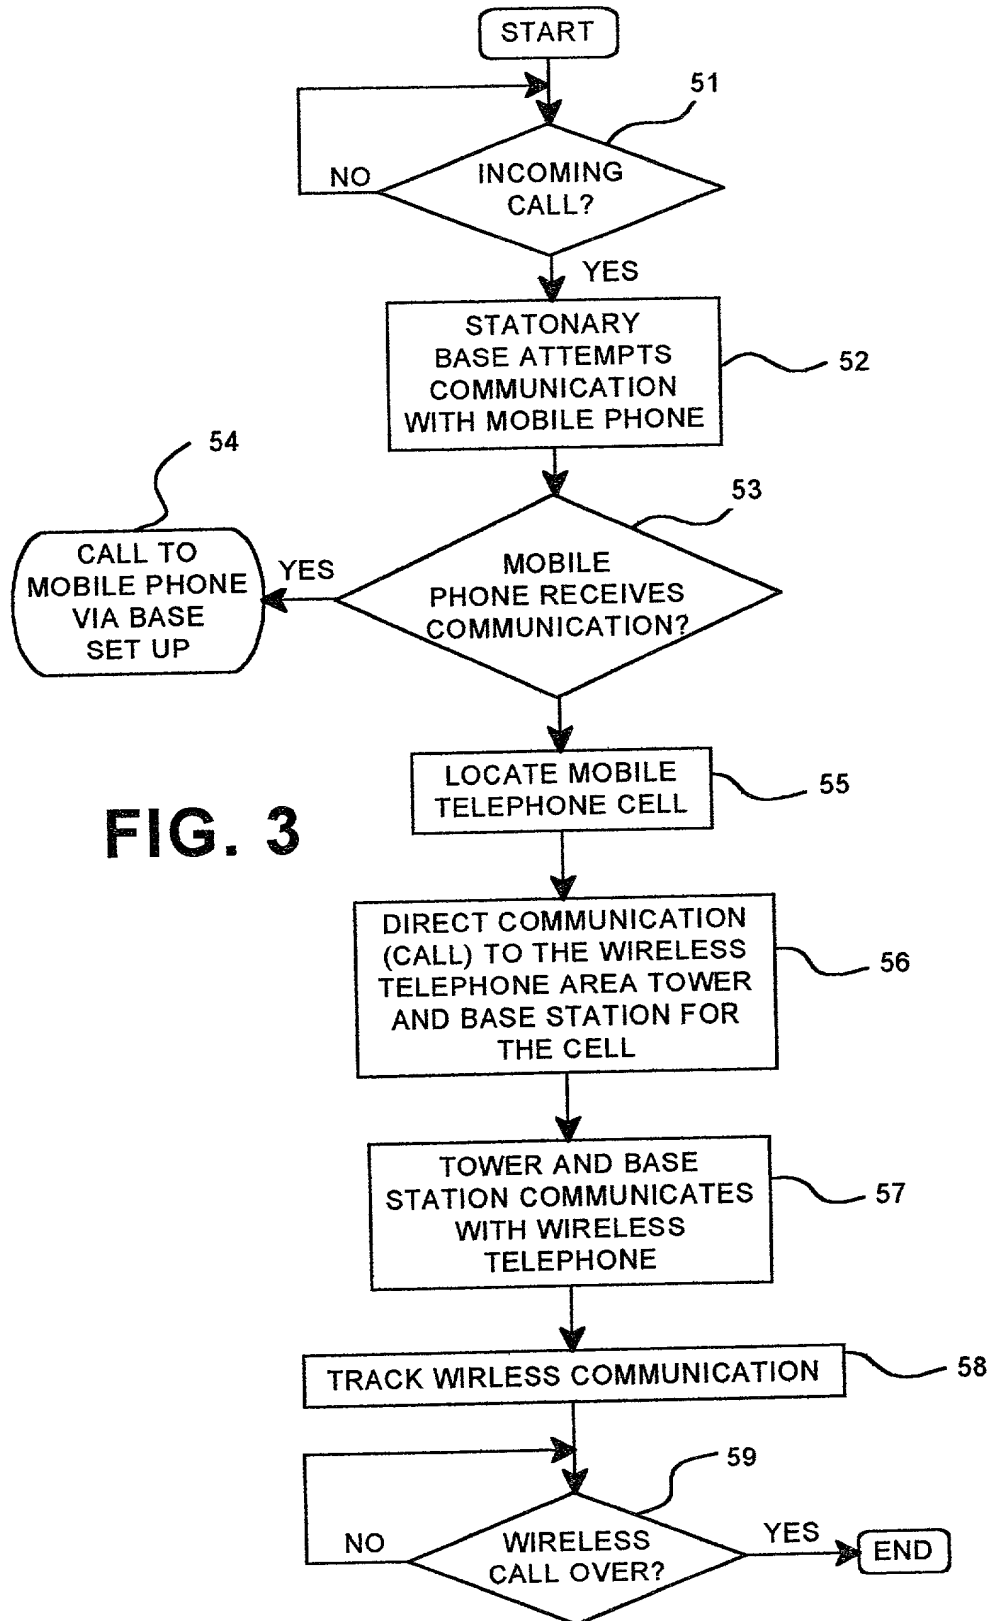 START
51
INCOMING
CALL?
NO
YES
STATONARY
BASE ATTEMPTS
COMMUNICATION
WITH MOBILE PHONE
52
54
53
CALL TO
MOBILE PHONE
VIA BASE
SET UP
YES
MOBILE
PHONE RECEIVES
COMMUNICATION?
LOCATE MOBILE
TELEPHONE CELL
55
FIG. 3
DIRECT COMMUNICATION
(CALL) TO THE WIRELESS
TELEPHONE AREA TOWER
AND BASE STATION FOR
THE CELL
56
TOWER AND BASE
STATION COMMUNICATES
WITH WIRELESS
TELEPHONE
57
TRACK WIRLESS COMMUNICATION
58
59
NO
WIRELESS
CALL OVER?
YES
END